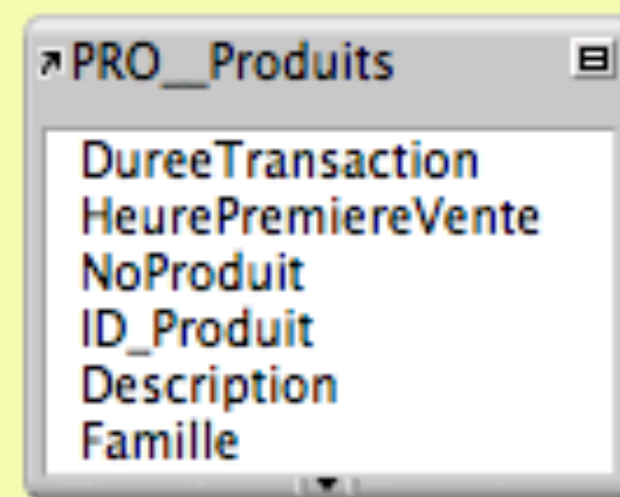 PRO__Produits
DureeTransaction
HeurePremiereVente
NoProduit
ID_Produit
Description
Famille